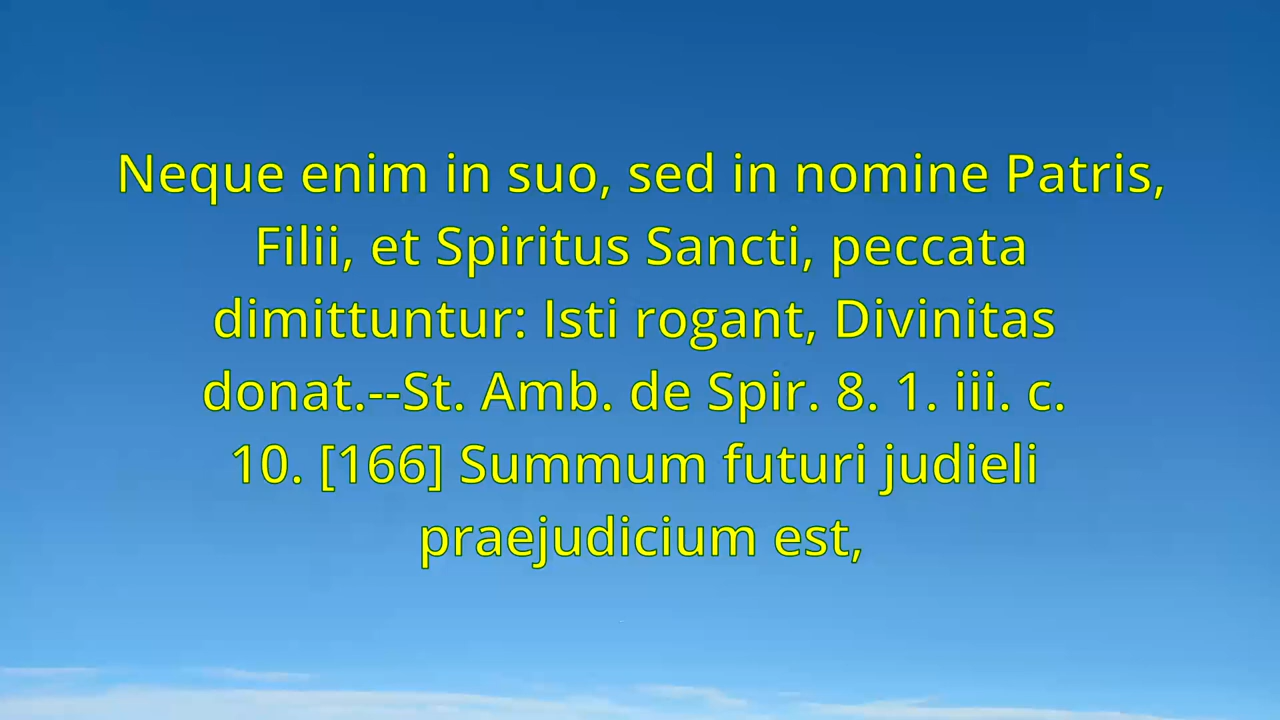 Neque enim in suo, sed in nomine Patris,
Filii, et Spiritus Sancti, peccata
dimittuntur: Isti rogant, Divinitas
donat.--St. Amb. de Spir. 8. 1. iii. c.
10. [166] Summum futuri judieli
praejudicium est,